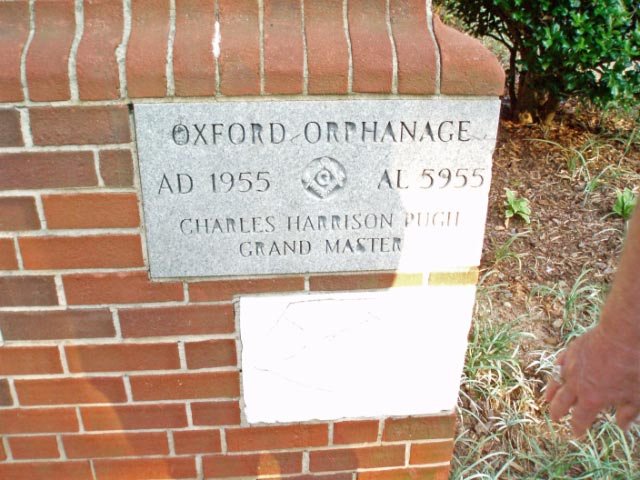 OXFORD ORPHANAGE
AD 1955 AL 5955
CHARLES HARRISON PUGH
GRAND MASTER